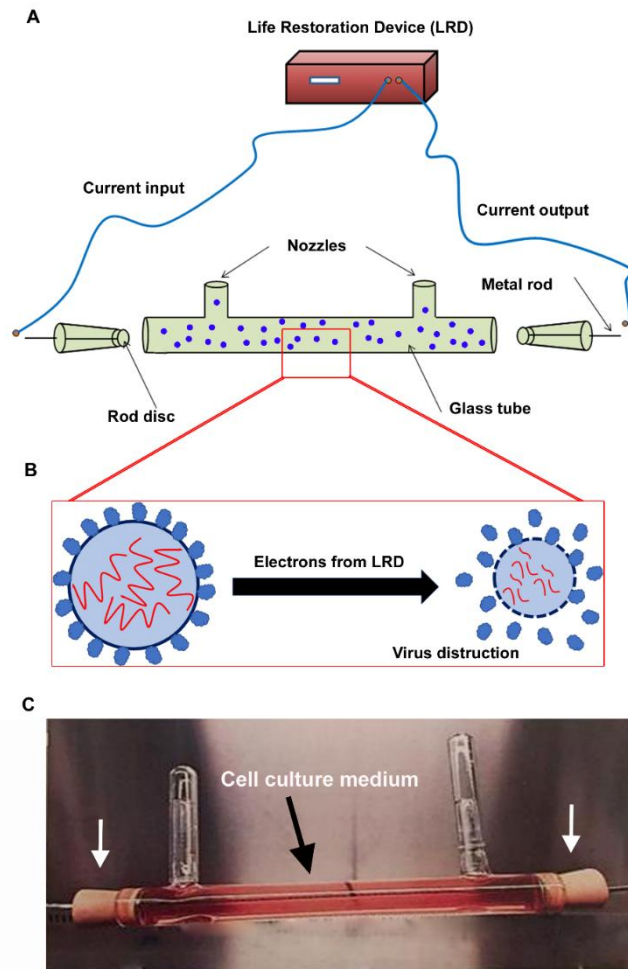 A
Life Restoration Device (LRD)
Current input
Current output
Nozzles
Metal rod
Rod disc
Glass tube
B
Electrons from LRD
Virus distruction
C
Cell culture medium